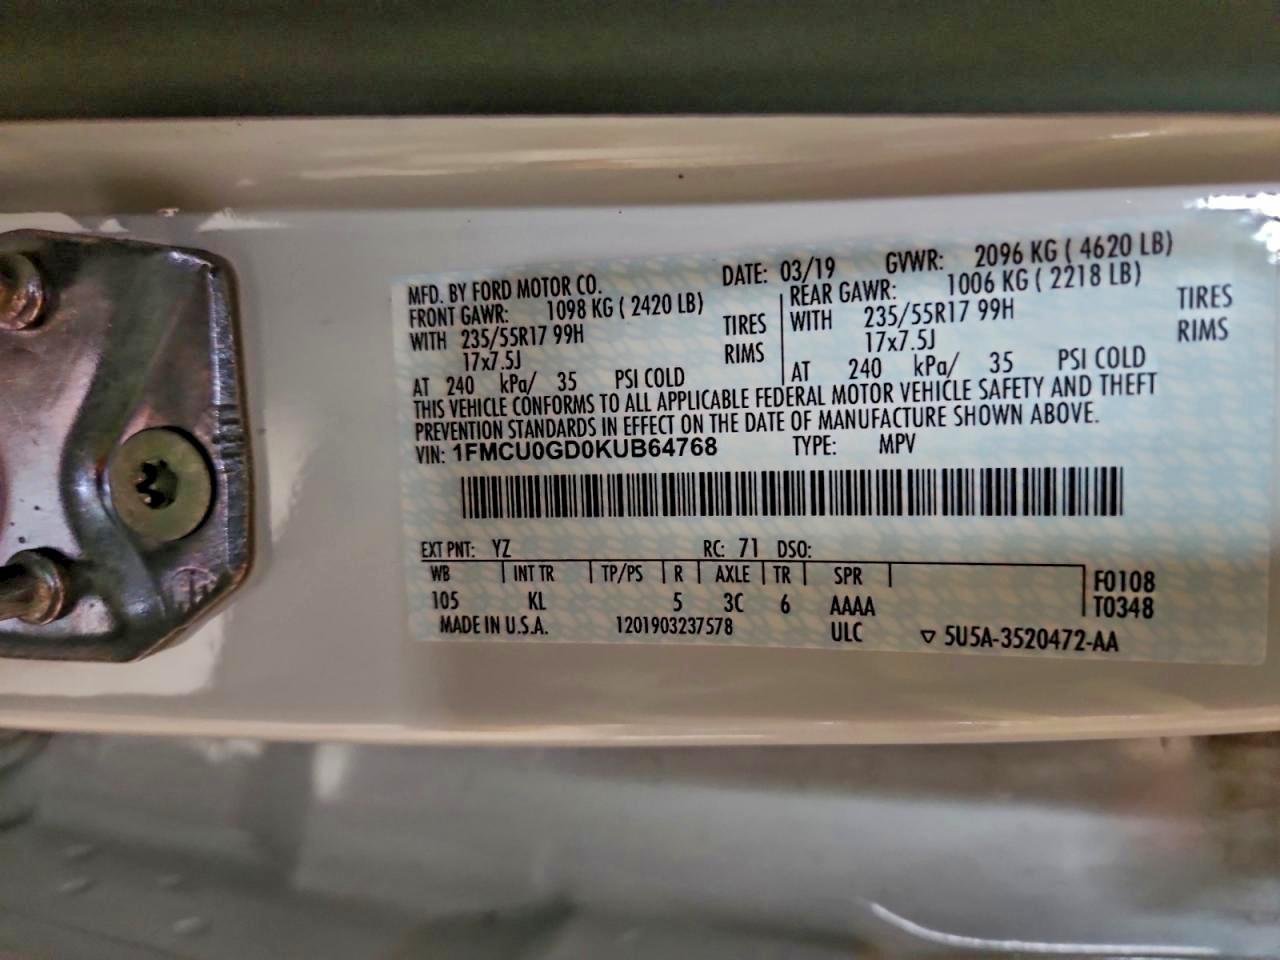 MFD. BY FORD MOTOR CO. DATE: 03/19 GVWR: 2096 KG ( 4620 LB)
FRONT GAWR: 1098 KG ( 2420 LB) REAR GAWR: 1006 KG ( 2218 LB)
WITH 235/55R17 99H TIRES WITH 235/55R17 99H TIRES
17x7.5J RIMS 17x7.5J RIMS
AT 240 kPa/ 35 PSI COLD AT 240 kPa/ 35 PSI COLD
THIS VEHICLE CONFORMS TO ALL APPLICABLE FEDERAL MOTOR VEHICLE SAFETY AND THEFT
PREVENTION STANDARDS IN EFFECT ON THE DATE OF MANUFACTURE SHOWN ABOVE.
VIN: 1FMCU0GD0KUB64768 TYPE: MPV
EXT PNT: YZ RC: 71 DSO:
WB INT TR TP/PS R AXLE TR SPR F0108
105 KL 5 3C 6 AAAA T0348
MADE IN U.S.A. 1201903237578 ULC ▽ 5U5A-3520472-AA